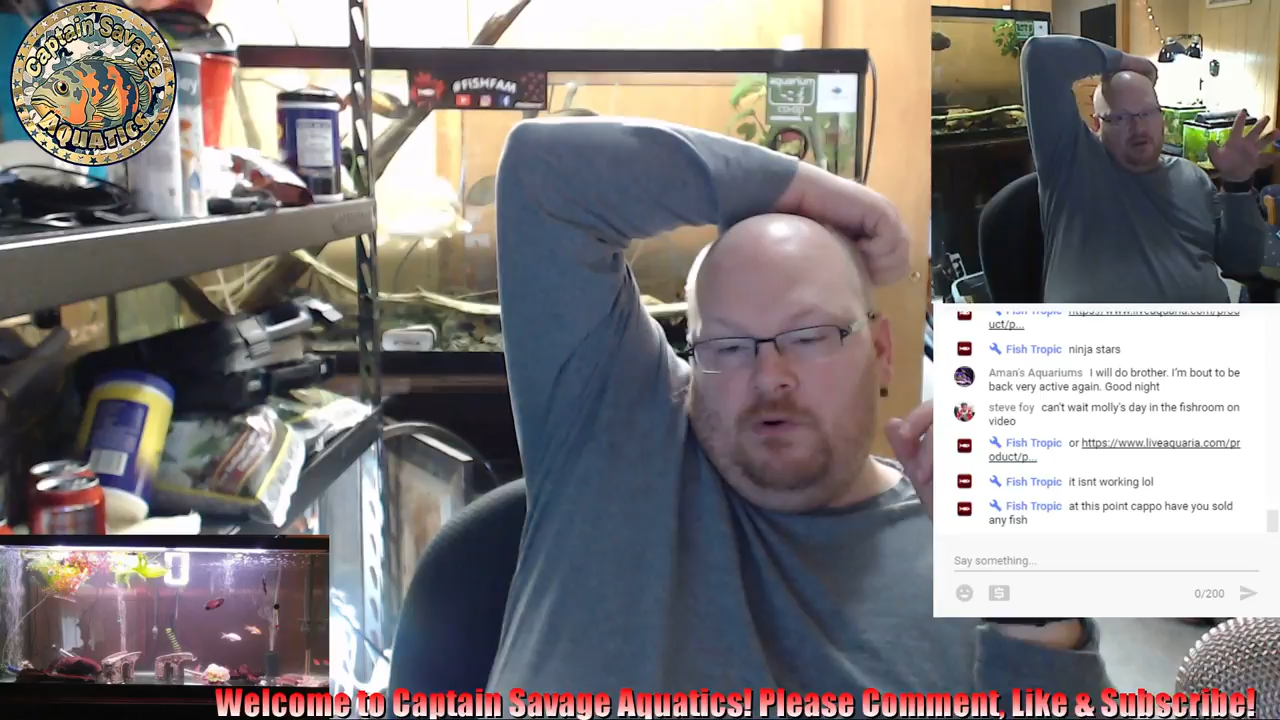 Captain Savage
AQUATICS
#FISHFAM
aquarium
CO-OP
Fish Tropic https://www.liveaquaria.com/prod
uct/p...
Fish Tropic ninja stars
Aman's Aquariums I will do brother. I'm bout to be
back very active again. Good night
steve foy can't wait molly's day in the fishroom on
video
Fish Tropic or https://www.liveaquaria.com/pr
oduct/p...
Fish Tropic it isnt working lol
Fish Tropic at this point cappo have you sold
any fish
Say something...
0/200
Welcome to Captain Savage Aquatics! Please Comment, Like & Subscribe!